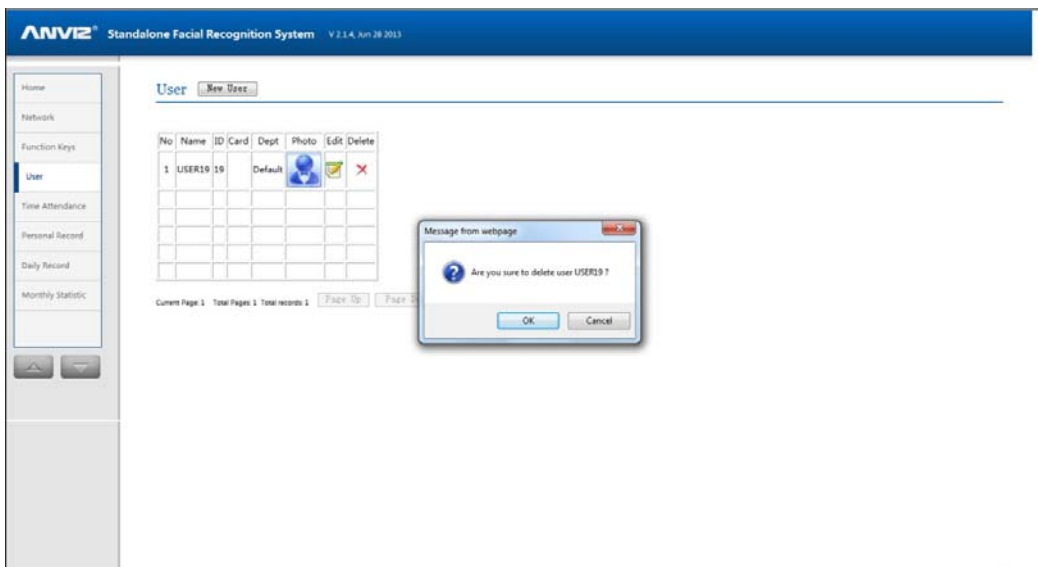 ANVIZ® Standalone Facial Recognition System V 2.1.4, Jun 28 2013
Home
Network
Function Keys
User
Time Attendance
Personal Record
Daily Record
Monthly Statistic
User New User
No Name ID Card Dept Photo Edit Delete
1 USER19 19 Default
Current Page: 1 Total Pages: 1 Total records: 1 Page Up Page
Message from webpage
Are you sure to delete user USER19 ?
OK Cancel